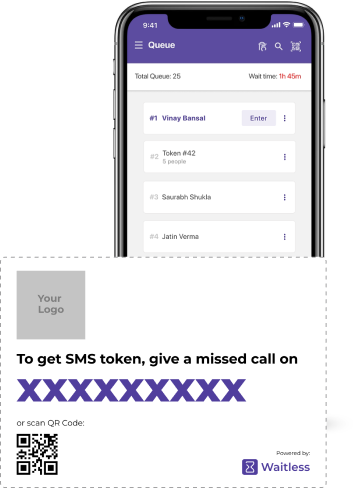 9:41
Queue
Total Queue: 25 Wait time: 1h 45m
#1 Vinay Bansal Enter
#2 Token #42
5 people
#3 Saurabh Shukla
#4 Jatin Verma
Your
Logo
To get SMS token, give a missed call on
XXXXXXXXXX
or scan QR Code:
Powered by:
Waitless